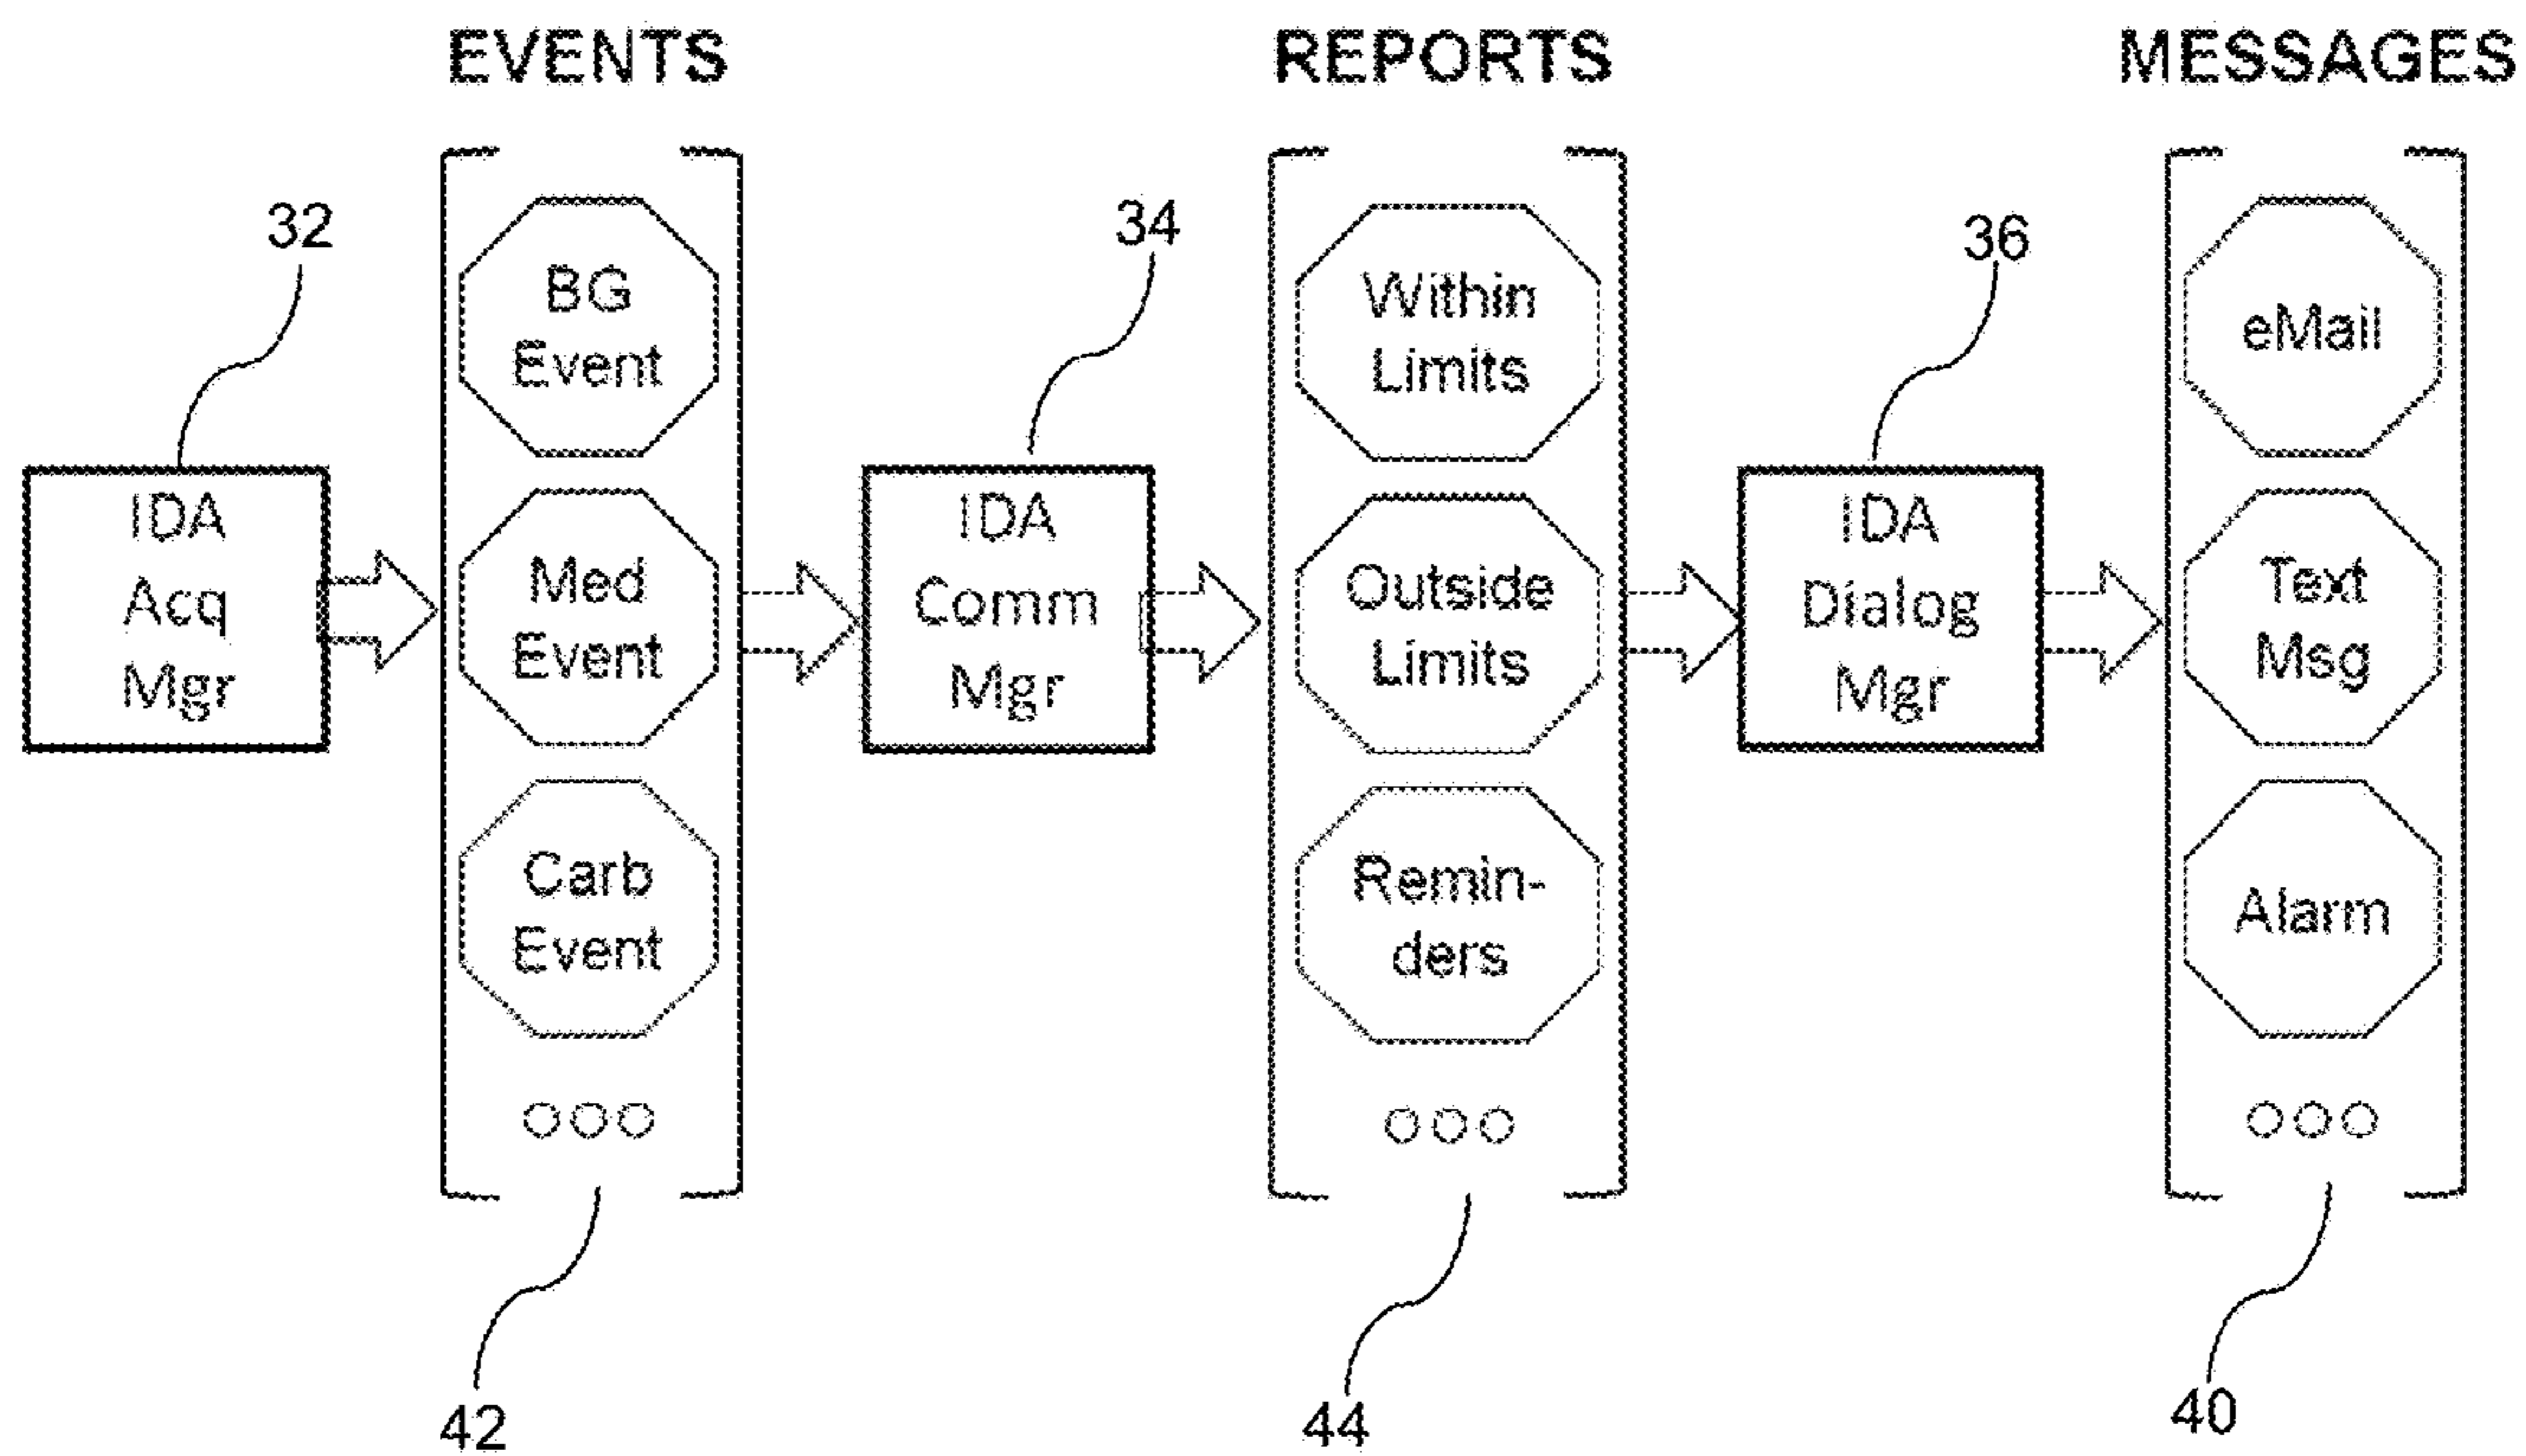 EVENTS
REPORTS
MESSAGES
32
34
36
IDA
Acq
Mgr
BG
Event
Med
Event
Carb
Event
IDA
Comm
Mgr
Within
Limits
Outside
Limits
Remin-
ders
IDA
Dialog
Mgr
eMail
Text
Msg
Alarm
42
44
40